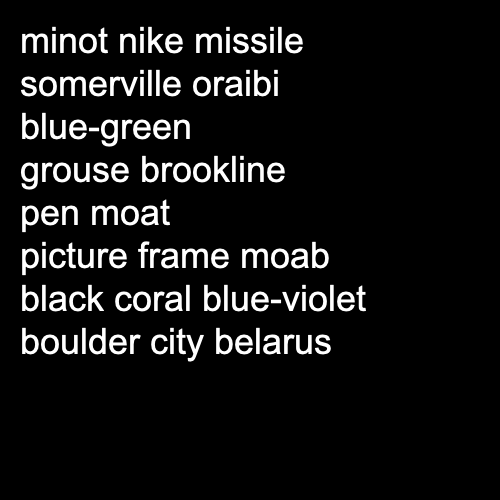 minot nike missile
somerville oraibi
blue-green
grouse brookline
pen moat
picture frame moab
black coral blue-violet
boulder city belarus